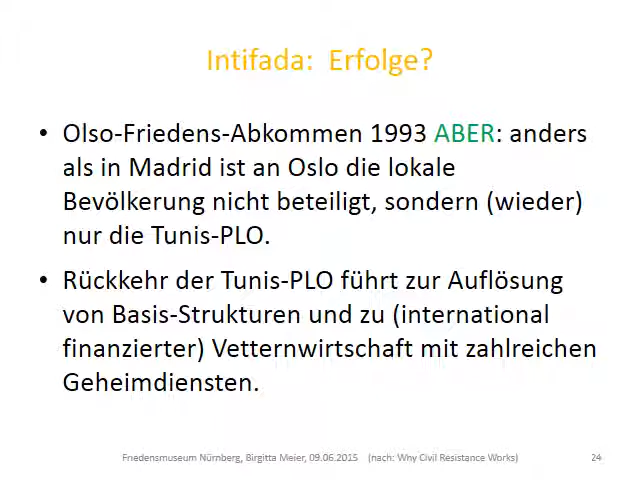 Intifada: Erfolge?
• Olso-Friedens-Abkommen 1993 ABER: anders
als in Madrid ist an Oslo die lokale
Bevölkerung nicht beteiligt, sondern (wieder)
nur die Tunis-PLO.
• Rückkehr der Tunis-PLO führt zur Auflösung
von Basis-Strukturen und zu (international
finanzierter) Vetternwirtschaft mit zahlreichen
Geheimdiensten.
Friedensmuseum Nürnberg, Birgitta Meier, 09.06.2015 (nach: Why Civil Resistance Works)
24